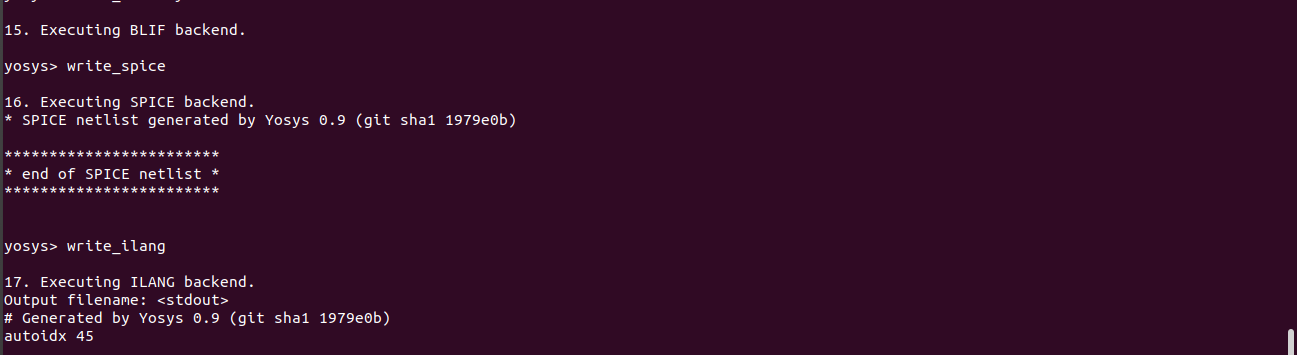 15. Executing BLIF backend.
yosys> write_spice
16. Executing SPICE backend.
* SPICE netlist generated by Yosys 0.9 (git sha1 1979e0b)
************************
* end of SPICE netlist *
************************
yosys> write_ilang
17. Executing ILANG backend.
Output filename: <stdout>
# Generated by Yosys 0.9 (git sha1 1979e0b)
autoidx 45